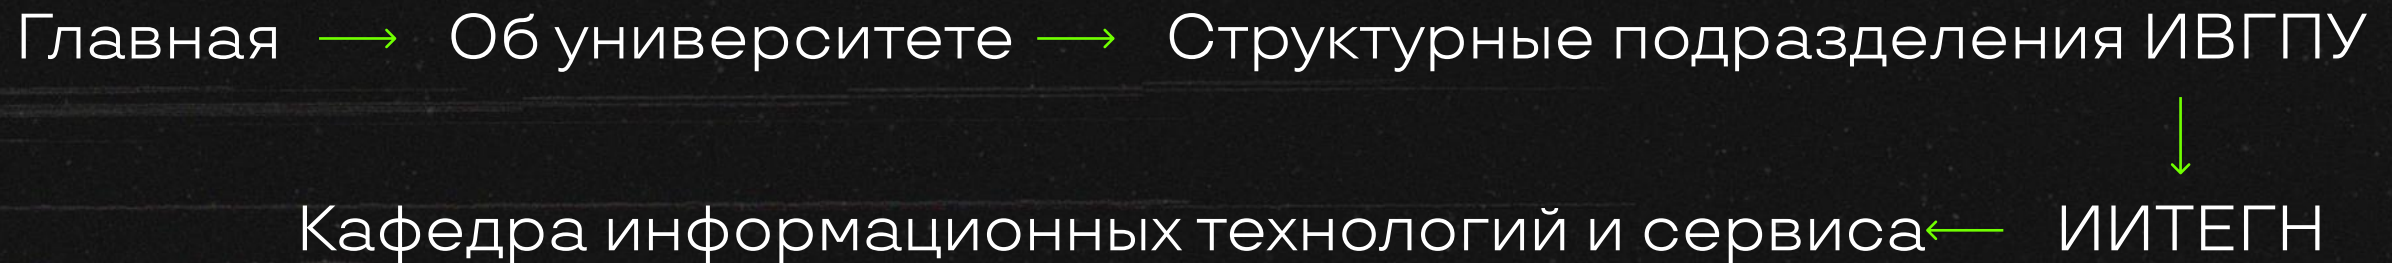 Главная → Об университете → Структурные подразделения ИВГПУ
↓
Кафедра информационных технологий и сервиса ← ИИТЕГН